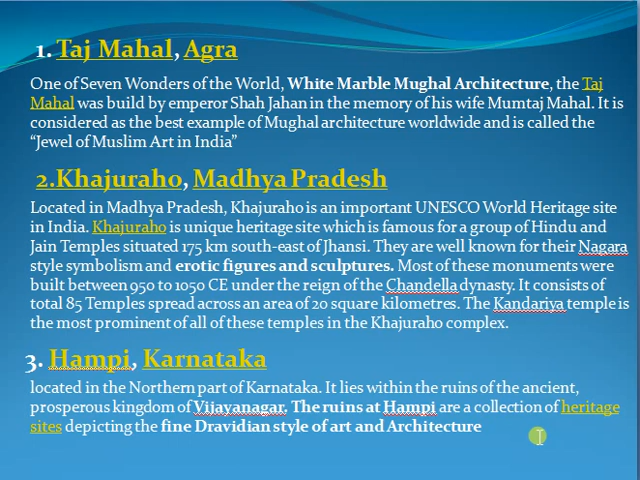 1. Taj Mahal, Agra
One of Seven Wonders of the World, White Marble Mughal Architecture, the Taj
Mahal was build by emperor Shah Jahan in the memory of his wife Mumtaj Mahal. It is
considered as the best example of Mughal architecture worldwide and is called the
“Jewel of Muslim Art in India”
2.Khajuraho, Madhya Pradesh
Located in Madhya Pradesh, Khajuraho is an important UNESCO World Heritage site
in India. Khajuraho is unique heritage site which is famous for a group of Hindu and
Jain Temples situated 175 km south-east of Jhansi. They are well known for their Nagara
style symbolism and erotic figures and sculptures. Most of these monuments were
built between 950 to 1050 CE under the reign of the Chandella dynasty. It consists of
total 85 Temples spread across an area of 20 square kilometres. The Kandariya temple is
the most prominent of all of these temples in the Khajuraho complex.
3. Hampi, Karnataka
located in the Northern part of Karnataka. It lies within the ruins of the ancient,
prosperous kingdom of Vijayanagar. The ruins at Hampi are a collection of heritage
sites depicting the fine Dravidian style of art and Architecture